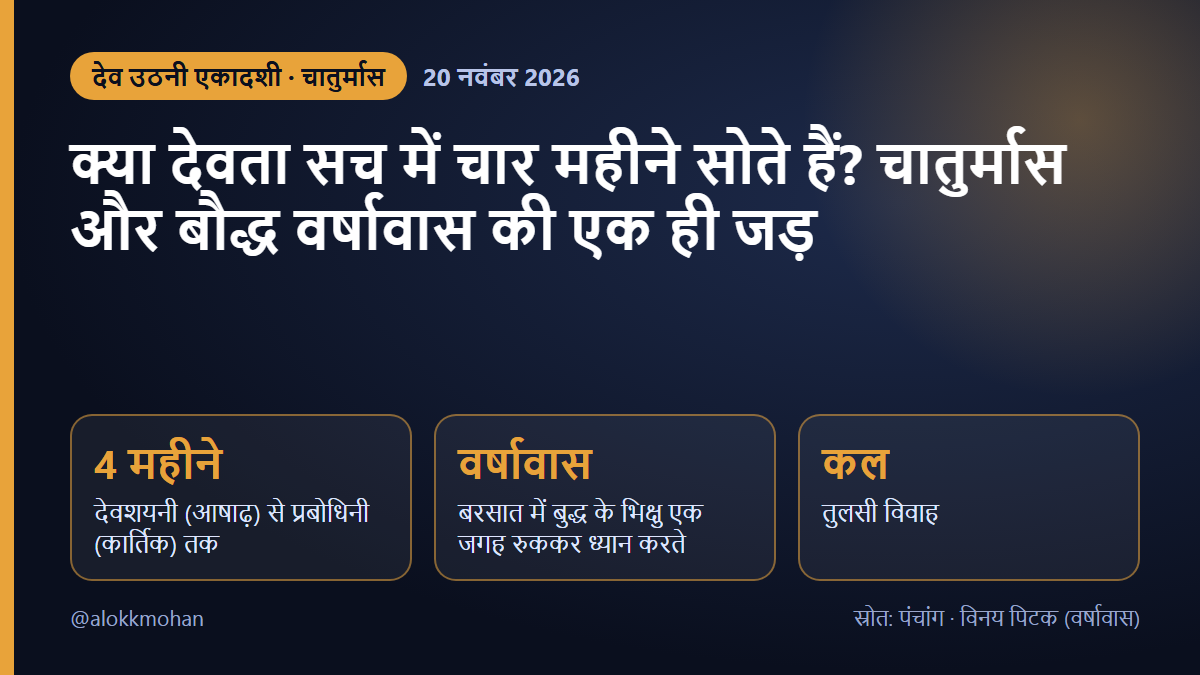 देव उठनी एकादशी · चातुर्मास
20 नवंबर 2026
क्या देवता सच में चार महीने सोते हैं? चातुर्मास
और बौद्ध वर्षावास की एक ही जड़
4 महीने
देवशयनी (आषाढ़) से प्रबोधिनी
(कार्तिक) तक
वर्षावास
बरसात में बुद्ध के भिक्षु एक
जगह रुककर ध्यान करते
कल
तुलसी विवाह
@alokkmohan
स्रोत: पंचांग · विनय पिटक (वर्षावास)